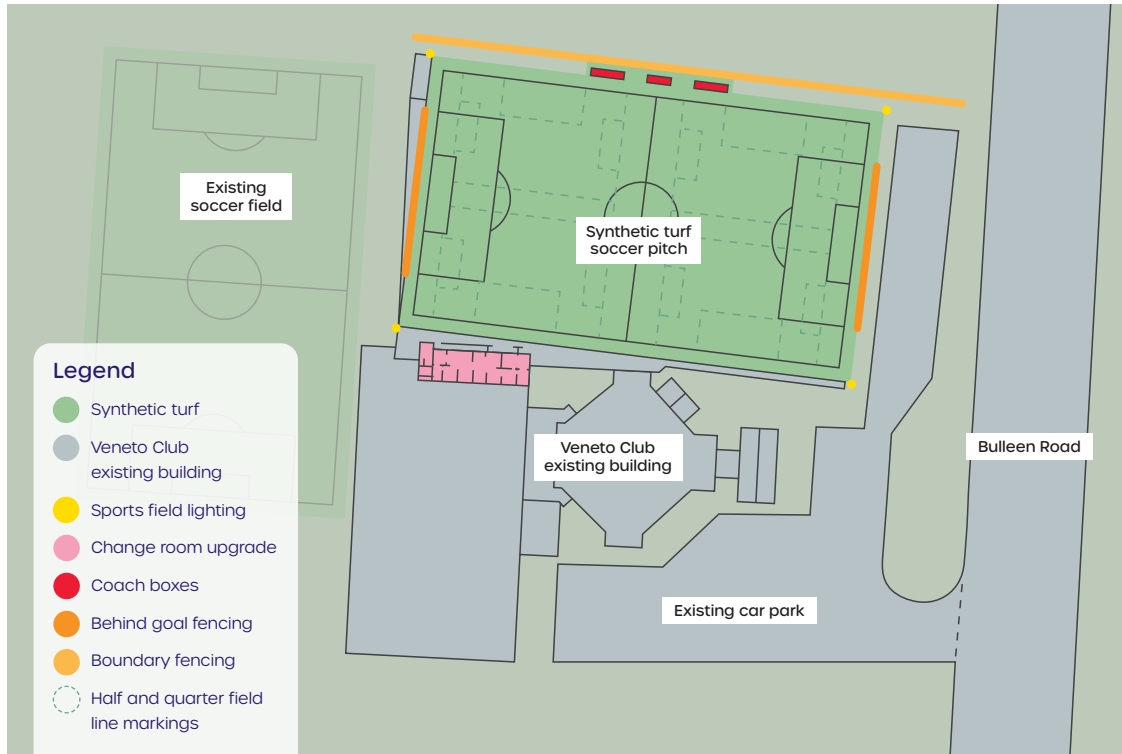 Existing
soccer field
Synthetic turf
soccer pitch
Legend
Synthetic turf
Veneto Club
existing building
Sports field lighting
Change room upgrade
Coach boxes
Behind goal fencing
Boundary fencing
Half and quarter field
line markings
Veneto Club
existing building
Bulleen Road
Existing car park